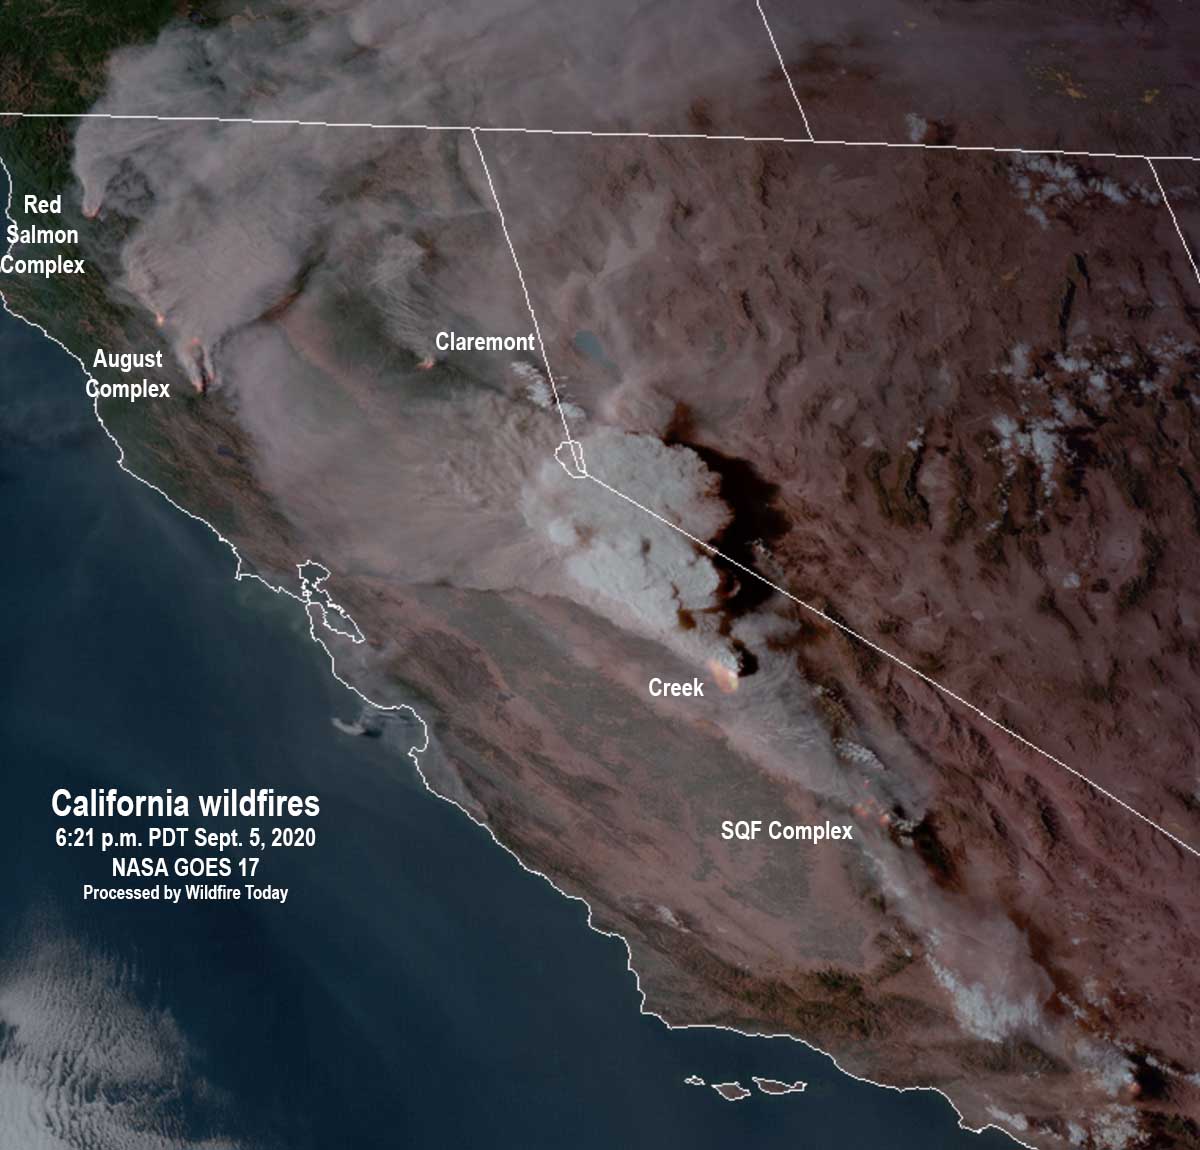 Red
Salmon
Complex
August
Complex
Claremont
Creek
SQF Complex
California wildfires
6:21 p.m. PDT Sept. 5, 2020
NASA GOES 17
Processed by Wildfire Today